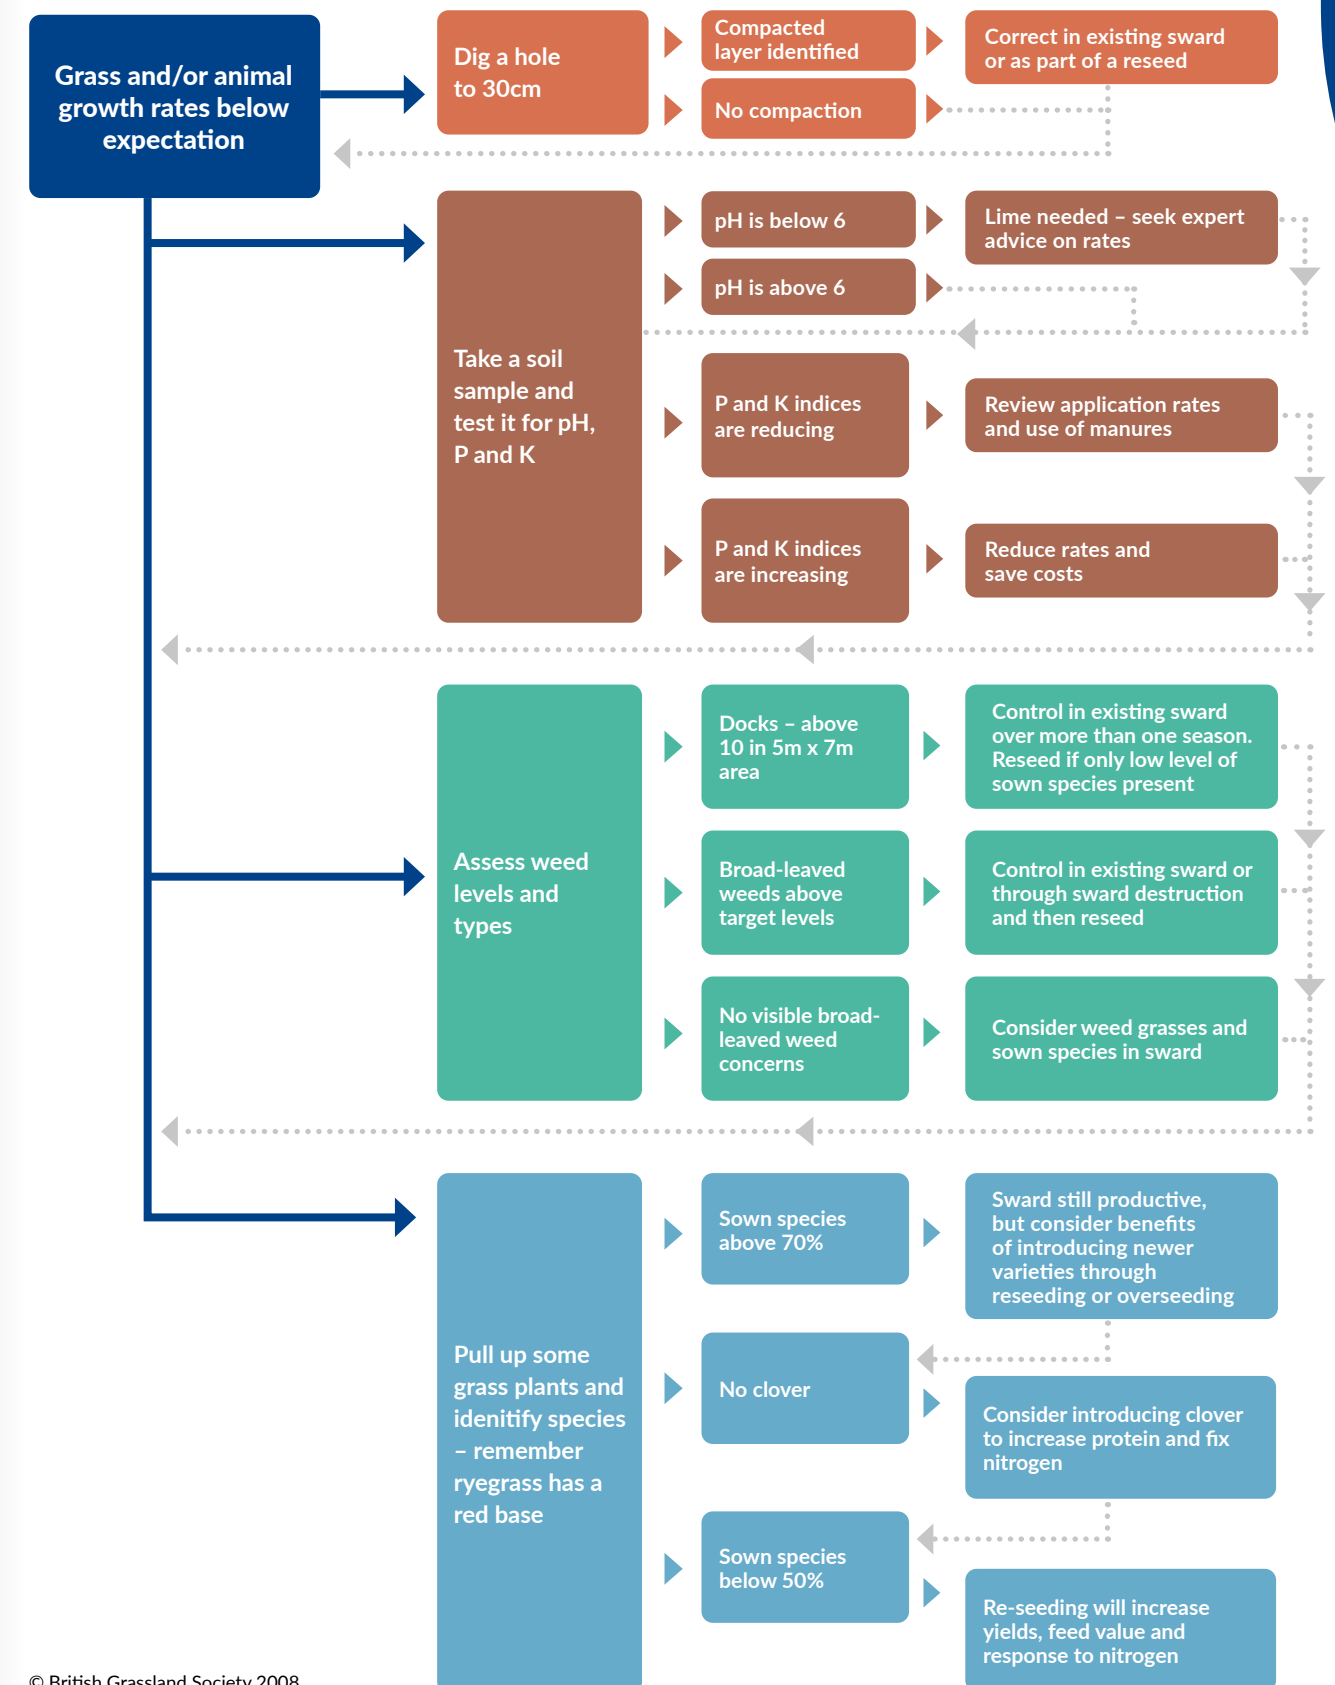 Grass and/or animal
growth rates below
expectation
Dig a hole
to 30cm
Compacted
layer identified
Correct in existing sward
or as part of a reseed
No compaction
Take a soil
sample and
test it for pH,
P and K
pH is below 6
Lime needed – seek expert
advice on rates
pH is above 6
P and K indices
are reducing
Review application rates
and use of manures
P and K indices
are increasing
Reduce rates and
save costs
Assess weed
levels and
types
Docks – above
10 in 5m x 7m
area
Control in existing sward
over more than one season.
Reseed if only low level of
sown species present
Broad-leaved
weeds above
target levels
Control in existing sward or
through sward destruction
and then reseed
No visible broad-
leaved weed
concerns
Consider weed grasses and
sown species in sward
Pull up some
grass plants and
idenitify species
– remember
ryegrass has a
red base
Sown species
above 70%
Sward still productive,
but consider benefits
of introducing newer
varieties through
reseeding or overseeding
No clover
Consider introducing clover
to increase protein and fix
nitrogen
Sown species
below 50%
Re-seeding will increase
yields, feed value and
response to nitrogen
© British Grassland Society 2008